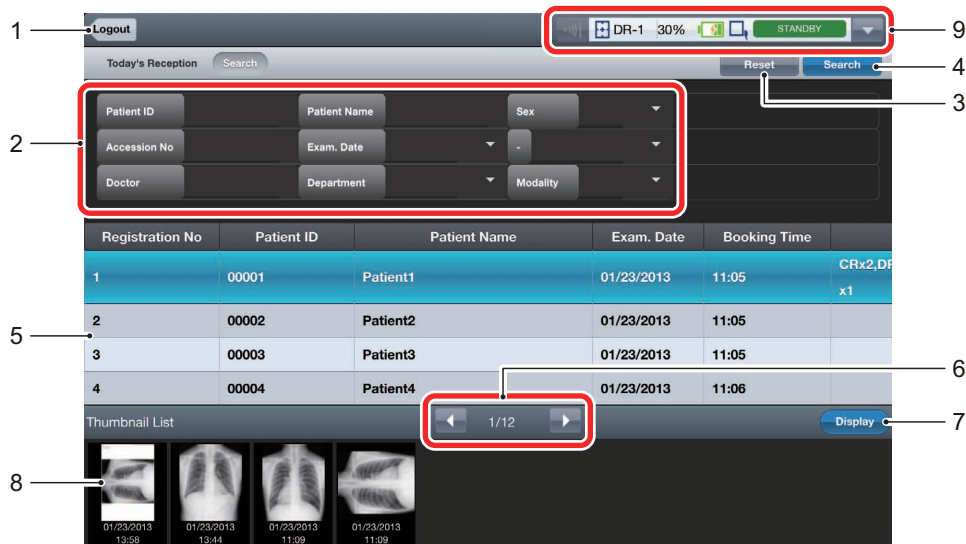 1 Logout DR-1 30% STANDBY 9
Today's Reception Search Reset Search 4
3
Patient ID Patient Name Sex
2 Accession No Exam. Date -
Doctor Department Modality
Registration No Patient ID Patient Name Exam. Date Booking Time
1 00001 Patient1 01/23/2013 11:05 CRx2,DR
x1
2 00002 Patient2 01/23/2013 11:05
5
3 00003 Patient3 01/23/2013 11:05
6
4 00004 Patient4 01/23/2013 11:06
Thumbnail List 1/12 Display 7
8
01/23/2013 01/23/2013 01/23/2013 01/23/2013
13:58 13:44 11:09 11:09